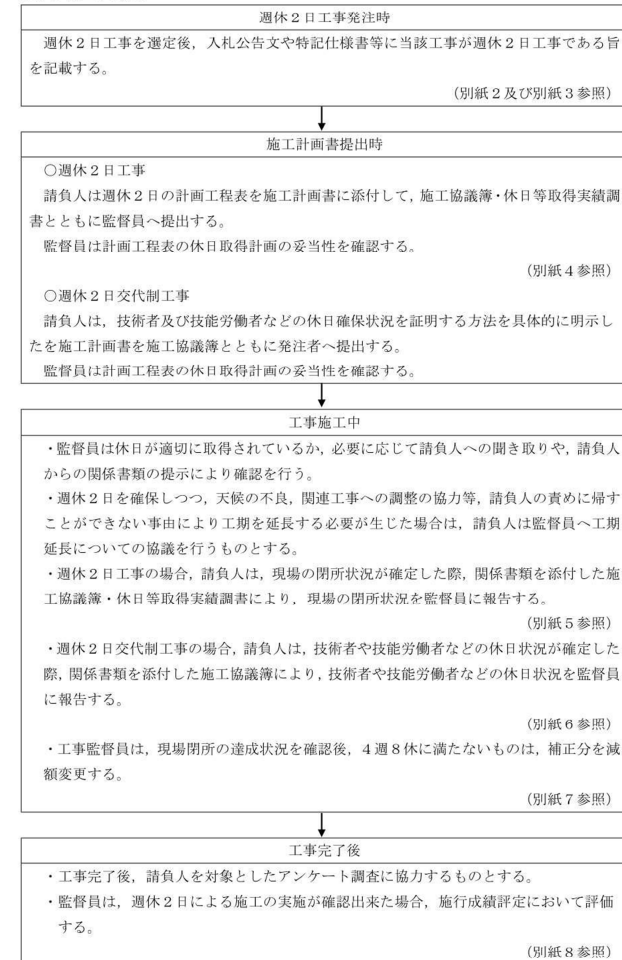 週休２日工事発注時
週休２日工事を選定後，入札公告文や特記仕様書等に当該工事が週休２日工事である旨
を記載する。
（別紙２及び別紙３参照）
施工計画書提出時
○週休２日工事
請負人は週休２日の計画工程表を施工計画書に添付して，施工協議簿・休日等取得実績調
書とともに監督員へ提出する。
監督員は計画工程表の休日取得計画の妥当性を確認する。
（別紙４参照）
○週休２日交代制工事
請負人は，技術者及び技能労働者などの休日確保状況を証明する方法を具体的に明示し
たを施工計画書を施工協議簿とともに発注者へ提出する。
監督員は計画工程表の休日取得計画の妥当性を確認する。
工事施工中
・監督員は休日が適切に取得されているか，必要に応じて請負人への聞き取りや，請負人
からの関係書類の提示により確認を行う。
・週休２日を確保しつつ，天候の不良，関連工事への調整の協力等，請負人の責めに帰す
ことができない事由により工期を延長する必要が生じた場合は，請負人は監督員へ工期
延長についての協議を行うものとする。
・週休２日工事の場合，請負人は，現場の閉所状況が確定した際，関係書類を添付した施
工協議簿・休日等取得実績調書により，現場の閉所状況を監督員に報告する。
（別紙５参照）
・週休２日交代制工事の場合，請負人は，技術者や技能労働者などの休日状況が確定した
際，関係書類を添付した施工協議簿により，技術者や技能労働者などの休日状況を監督員
に報告する。
（別紙６参照）
・工事監督員は，現場閉所の達成状況を確認後，４週８休に満たないものは，補正分を減
額変更する。
（別紙７参照）
工事完了後
・工事完了後，請負人を対象としたアンケート調査に協力するものとする。
・監督員は，週休２日による施工の実施が確認出来た場合，施行成績評定において評価
する。
（別紙８参照）